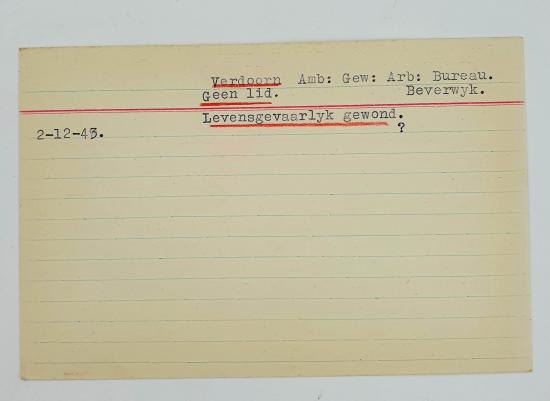 Verdoorn Amb: Gew: Arb: Bureau.
Geen lid. Beverwyk.
Levensgevaarlyk gewond.
2-12-43. ?